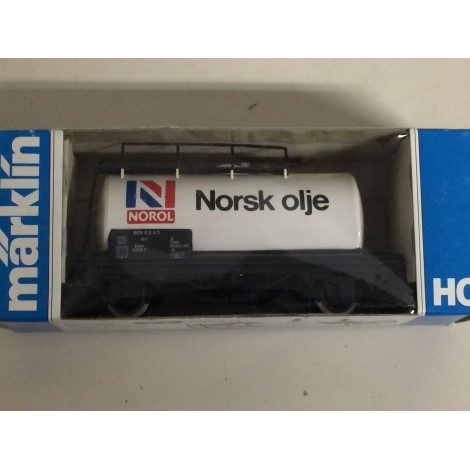 märklin
NOROL
Norsk olje
HO